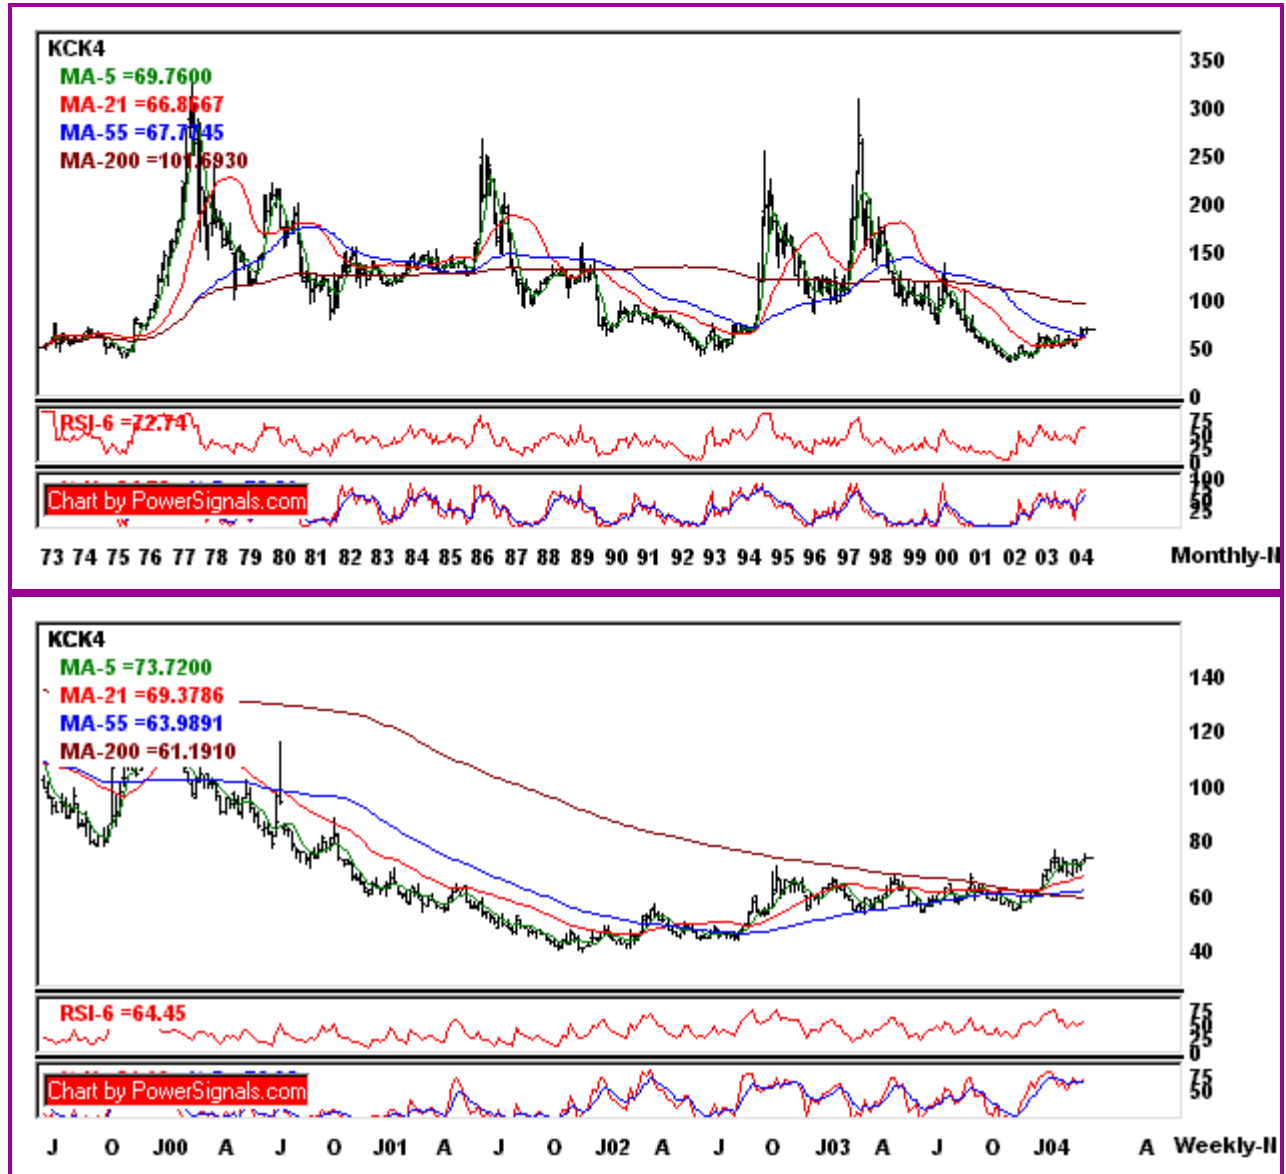 KCK4
MA-5 =69.7600
MA-21 =66.8567
MA-55 =67.7745
MA-200 =101.6930
350
300
250
200
150
100
50
0
RSI-6 =72.74
75
50
25
0
Chart by PowerSignals.com
100
75
50
25
73 74 75 76 77 78 79 80 81 82 83 84 85 86 87 88 89 90 91 92 93 94 95 96 97 98 99 00 01 02 03 04 Monthly-N
KCK4
MA-5 =73.7200
MA-21 =69.3786
MA-55 =63.9891
MA-200 =61.1910
140
120
100
80
60
40
RSI-6 =64.45
75
50
25
0
Chart by PowerSignals.com
75
50
J O J00 A J O J01 A J O J02 A J O J03 A J O J04 A Weekly-N